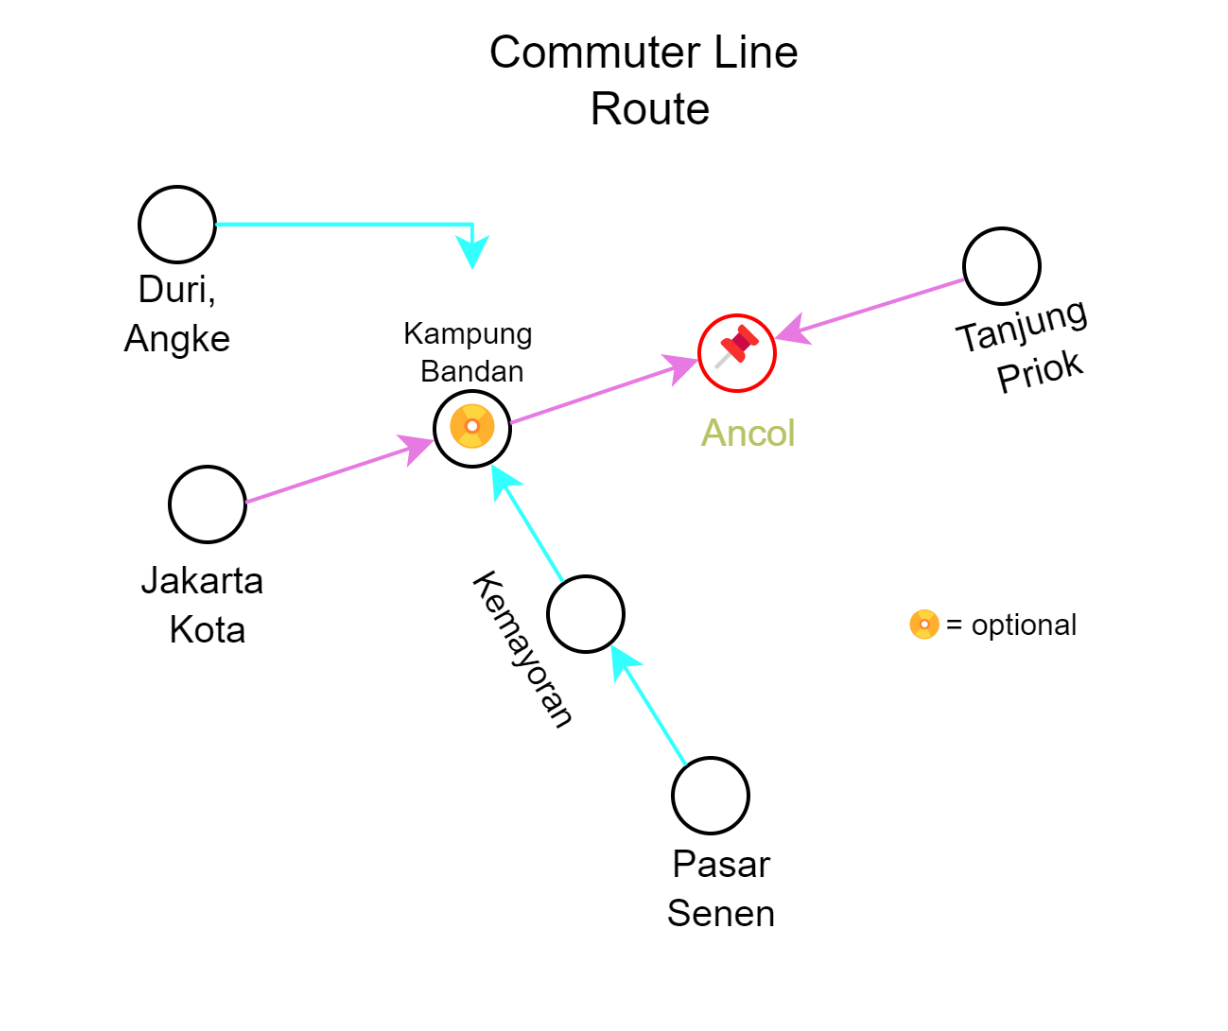 Commuter Line
Route
Duri,
Angke
Kampung
Bandan
Tanjung
Priok
Ancol
Jakarta
Kota
Kemayoran
= optional
Pasar
Senen